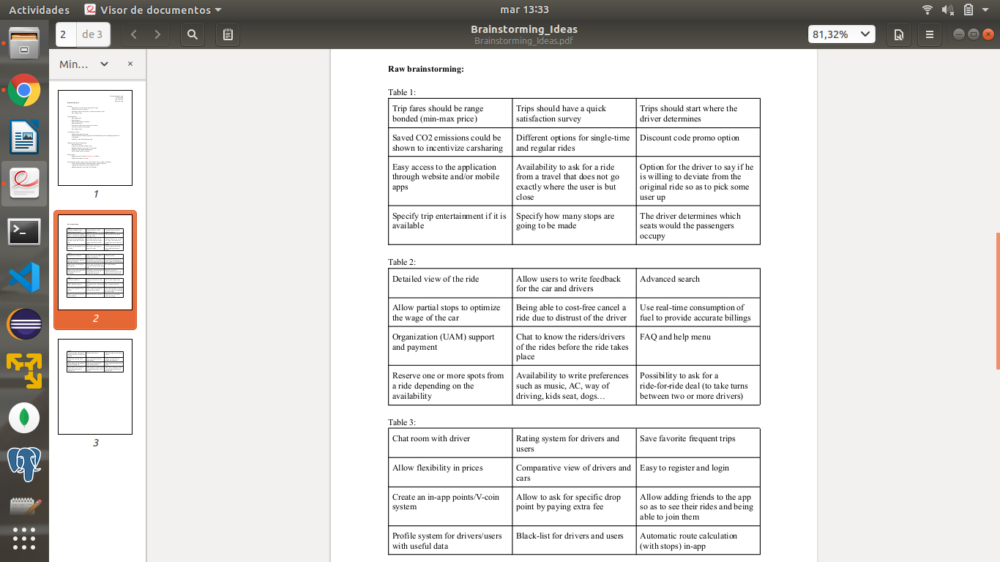 Actividades
Visor de documentos
mar 13:33
2
de 3
Brainstorming_Ideas
Brainstorming_Ideas.pdf
81,32%
Min…
1
2
3
Raw brainstorming:
Table 1:
Trip fares should be range
bonded (min-max price)
Trips should have a quick
satisfaction survey
Trips should start where the
driver determines
Saved CO2 emissions could be
shown to incentivize carsharing
Different options for single-time
and regular rides
Discount code promo option
Easy access to the application
through website and/or mobile
apps
Availability to ask for a ride
from a travel that does not go
exactly where the user is but
close
Option for the driver to say if he
is willing to deviate from the
original ride so as to pick some
user up
Specify trip entertainment if it is
available
Specify how many stops are
going to be made
The driver determines which
seats would the passengers
occupy
Table 2:
Detailed view of the ride
Allow users to write feedback
for the car and drivers
Advanced search
Allow partial stops to optimize
the wage of the car
Being able to cost-free cancel a
ride due to distrust of the driver
Use real-time consumption of
fuel to provide accurate billings
Organization (UAM) support
and payment
Chat to know the riders/drivers
of the rides before the ride takes
place
FAQ and help menu
Reserve one or more spots from
a ride depending on the
availability
Availability to write preferences
such as music, AC, way of
driving, kids seat, dogs…
Possibility to ask for a
ride-for-ride deal (to take turns
between two or more drivers)
Table 3:
Chat room with driver
Rating system for drivers and
users
Save favorite frequent trips
Allow flexibility in prices
Comparative view of drivers and
cars
Easy to register and login
Create an in-app points/V-coin
system
Allow to ask for specific drop
point by paying extra fee
Allow adding friends to the app
so as to see their rides and being
able to join them
Profile system for drivers/users
with useful data
Black-list for drivers and users
Automatic route calculation
(with stops) in-app